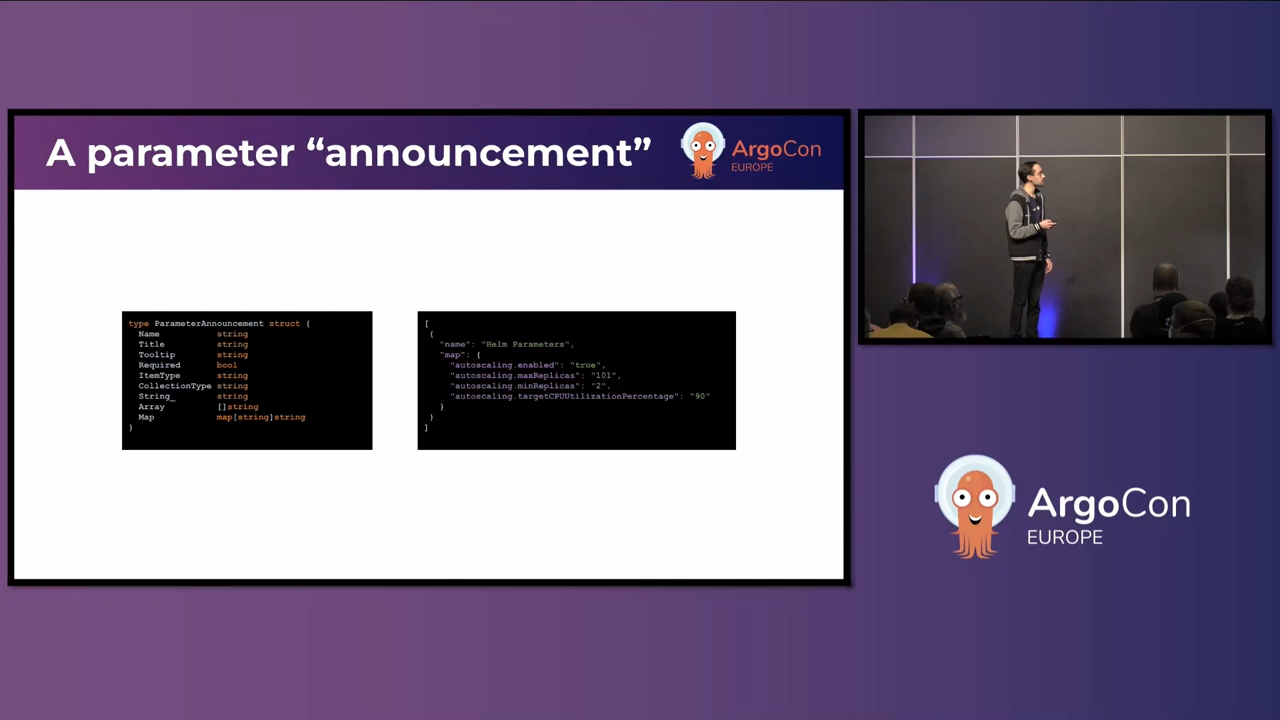 A parameter “announcement”
ArgoCon
EUROPE
type ParameterAnnouncement struct {
Name string
Title string
Tooltip string
Required bool
ItemType string
CollectionType string
String_ string
Array []string
Map map[string]string
}
[
{
"name": "Helm Parameters",
"map": {
"autoscaling.enabled": "true",
"autoscaling.maxReplicas": "101",
"autoscaling.minReplicas": "2",
"autoscaling.targetCPUUtilizationPercentage": "90"
}
}
]
ArgoCon
EUROPE